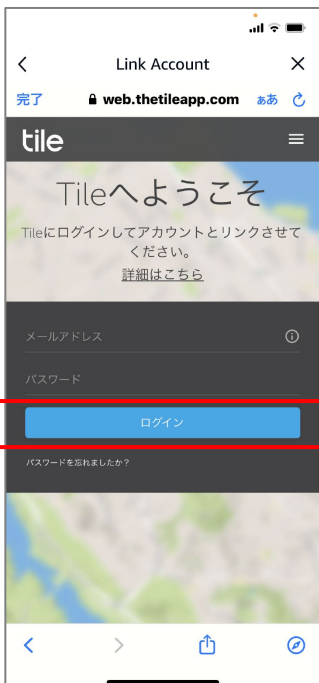 Link Account
完了 web.thetileapp.com ああ
tile
Tileへようこそ
Tileにログインしてアカウントとリンクさせて
ください。
詳細はこちら
メールアドレス
パスワード
ログイン
パスワードを忘れましたか？